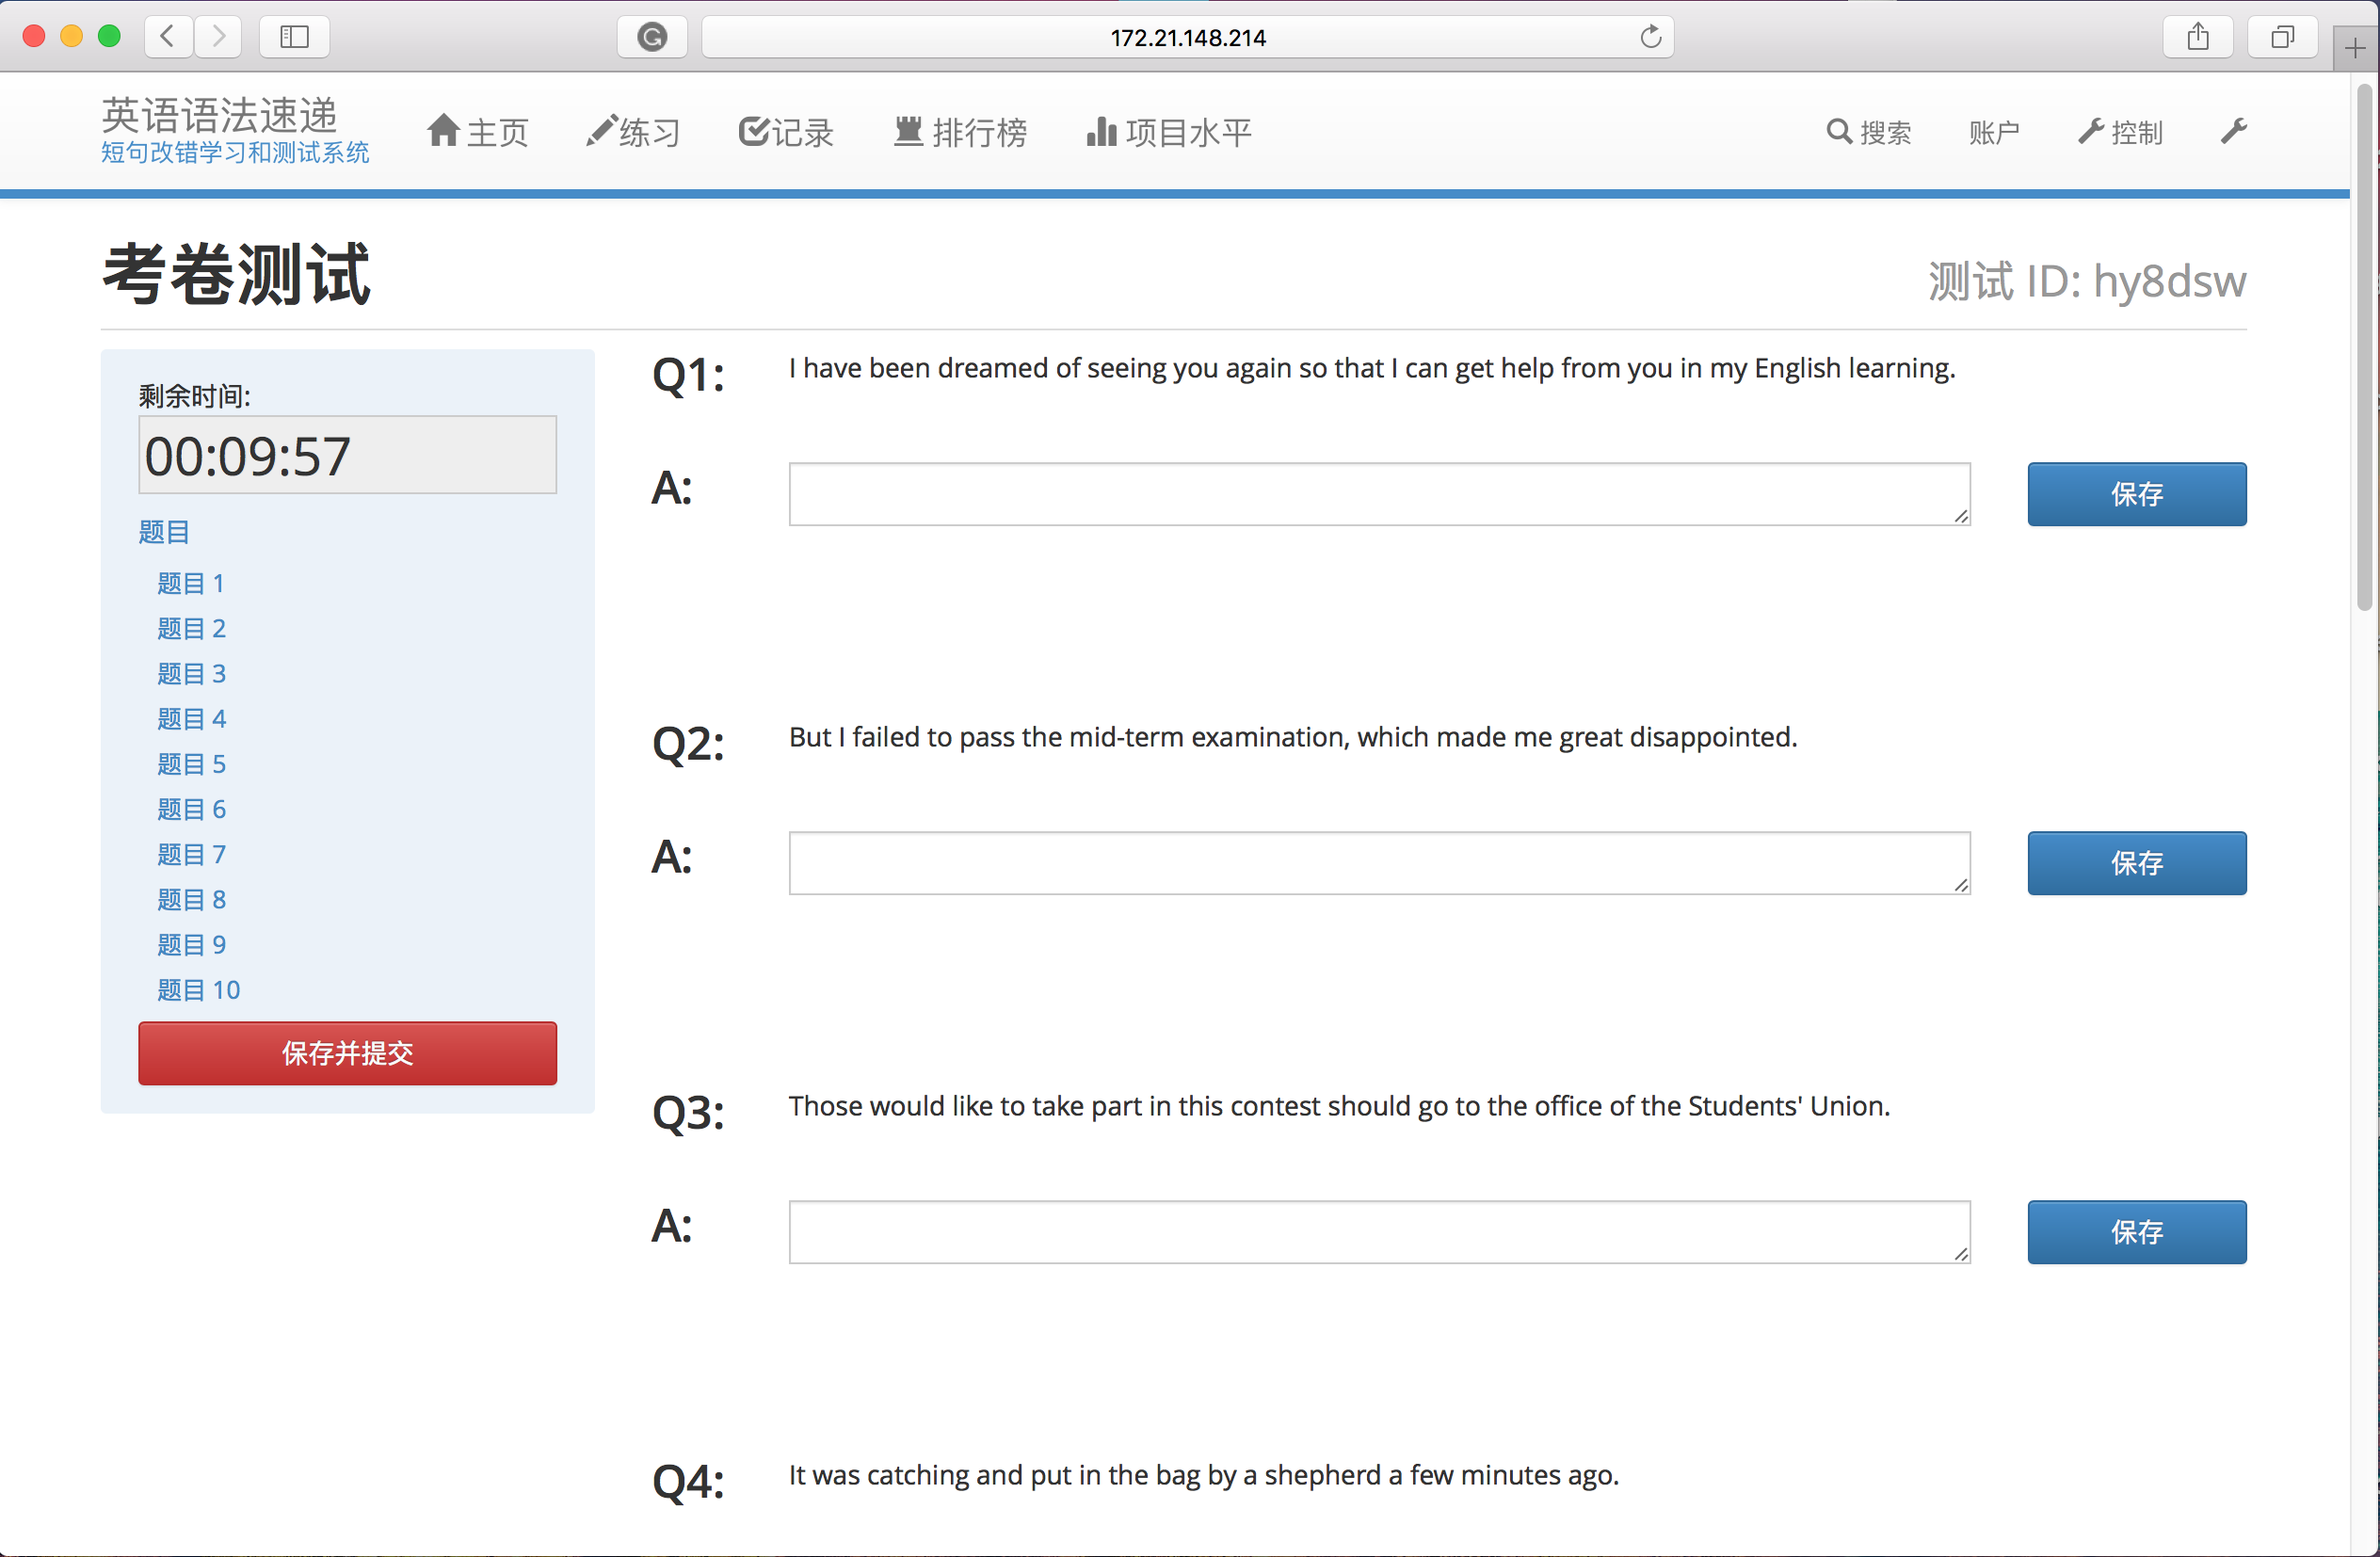 172.21.148.214
英语语法速递
短句改错学习和测试系统
主页 练习 记录 排行榜 项目水平 搜索 账户 控制
考卷测试
测试 ID: hy8dsw
剩余时间:
00:09:57
题目
题目 1
题目 2
题目 3
题目 4
题目 5
题目 6
题目 7
题目 8
题目 9
题目 10
保存并提交
Q1: I have been dreamed of seeing you again so that I can get help from you in my English learning.
A: 保存
Q2: But I failed to pass the mid-term examination, which made me great disappointed.
A: 保存
Q3: Those would like to take part in this contest should go to the office of the Students' Union.
A: 保存
Q4: It was catching and put in the bag by a shepherd a few minutes ago.